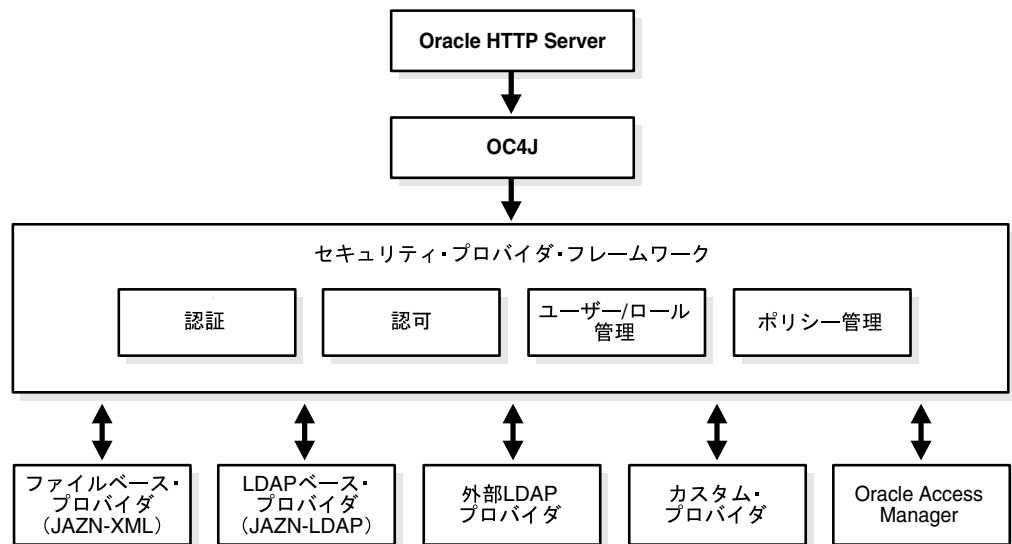 Oracle HTTP Server
OC4J
セキュリティ・プロバイダ・フレームワーク
認証
認可
ユーザー/ロール
管理
ポリシー管理
ファイルベース・
プロバイダ
（JAZN-XML）
LDAPベース・
プロバイダ
（JAZN-LDAP）
外部LDAP
プロバイダ
カスタム・
プロバイダ
Oracle Access
Manager